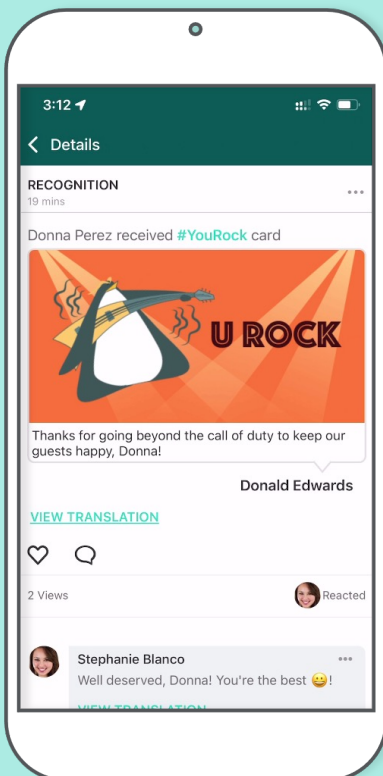 3:12
Details
RECOGNITION
19 mins
Donna Perez received #YouRock card
U ROCK
Thanks for going beyond the call of duty to keep our
guests happy, Donna!
Donald Edwards
VIEW TRANSLATION
2 Views
Reacted
Stephanie Blanco
Well deserved, Donna! You're the best 😀!
VIEW TRANSLATION